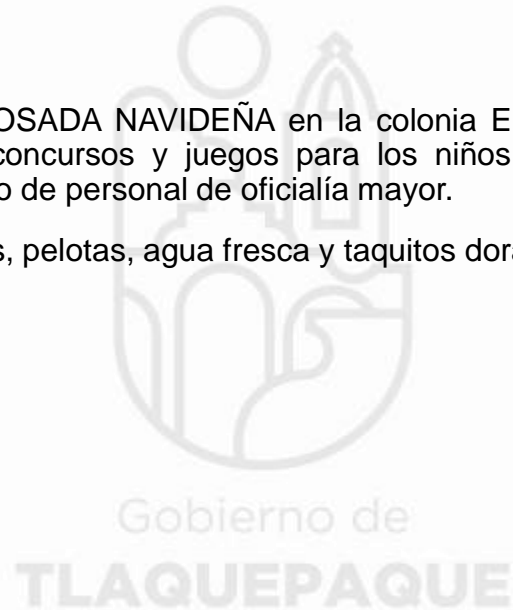 OSADA NAVIDEÑA en la colonia E
concursos y juegos para los niños
o de personal de oficialía mayor.
s, pelotas, agua fresca y taquitos dora
Gobierno de
TLAQUEPAQUE